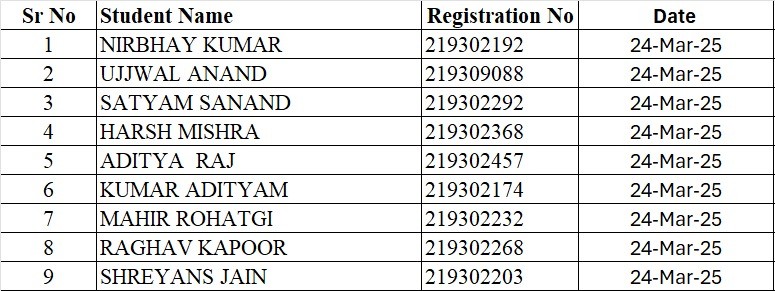 Sr No Student Name Registration No Date
1 NIRBHAY KUMAR 219302192 24-Mar-25
2 UJJWAL ANAND 219309088 24-Mar-25
3 SATYAM SANAND 219302292 24-Mar-25
4 HARSH MISHRA 219302368 24-Mar-25
5 ADITYA  RAJ 219302457 24-Mar-25
6 KUMAR ADITYAM 219302174 24-Mar-25
7 MAHIR ROHATGI 219302232 24-Mar-25
8 RAGHAV KAPOOR 219302268 24-Mar-25
9 SHREYANS JAIN 219302203 24-Mar-25